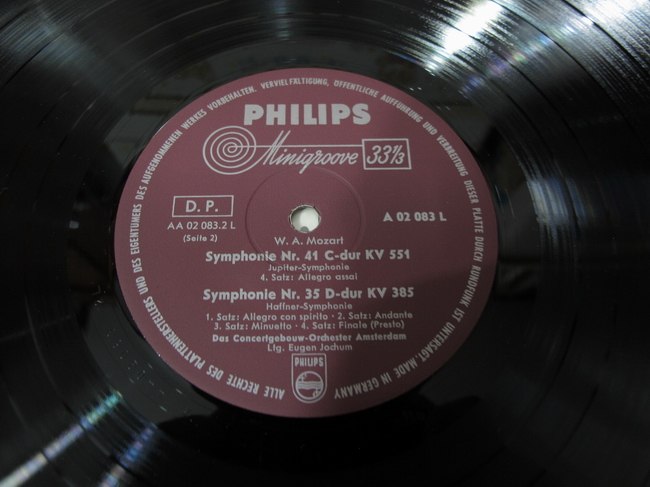 ALLE RECHTE DES PLATTENHERSTELLERS UND DES EIGENTÜMERS DES AUFGENOMMENEN WERKES VORBEHALTEN. VERVIELFÄLTIGUNG, ÖFFENTLICHE AUFFÜHRUNG UND VERBREITUNG DIESER PLATTE DURCH RUNDFUNK IST UNTERSAGT. MADE IN GERMANY
PHILIPS
Minigroove 33⅓
D. P.
AA 02 083.2 L
(Seite 2)
A 02 083 L
W. A. Mozart
Symphonie Nr. 41 C-dur KV 551
Jupiter-Symphonie
4. Satz: Allegro assai
Symphonie Nr. 35 D-dur KV 385
Haffner-Symphonie
1. Satz: Allegro con spirito · 2. Satz: Andante
3. Satz: Minuetto · 4. Satz: Finale (Presto)
Das Concertgebouw-Orchester Amsterdam
Ltg. Eugen Jochum
PHILIPS